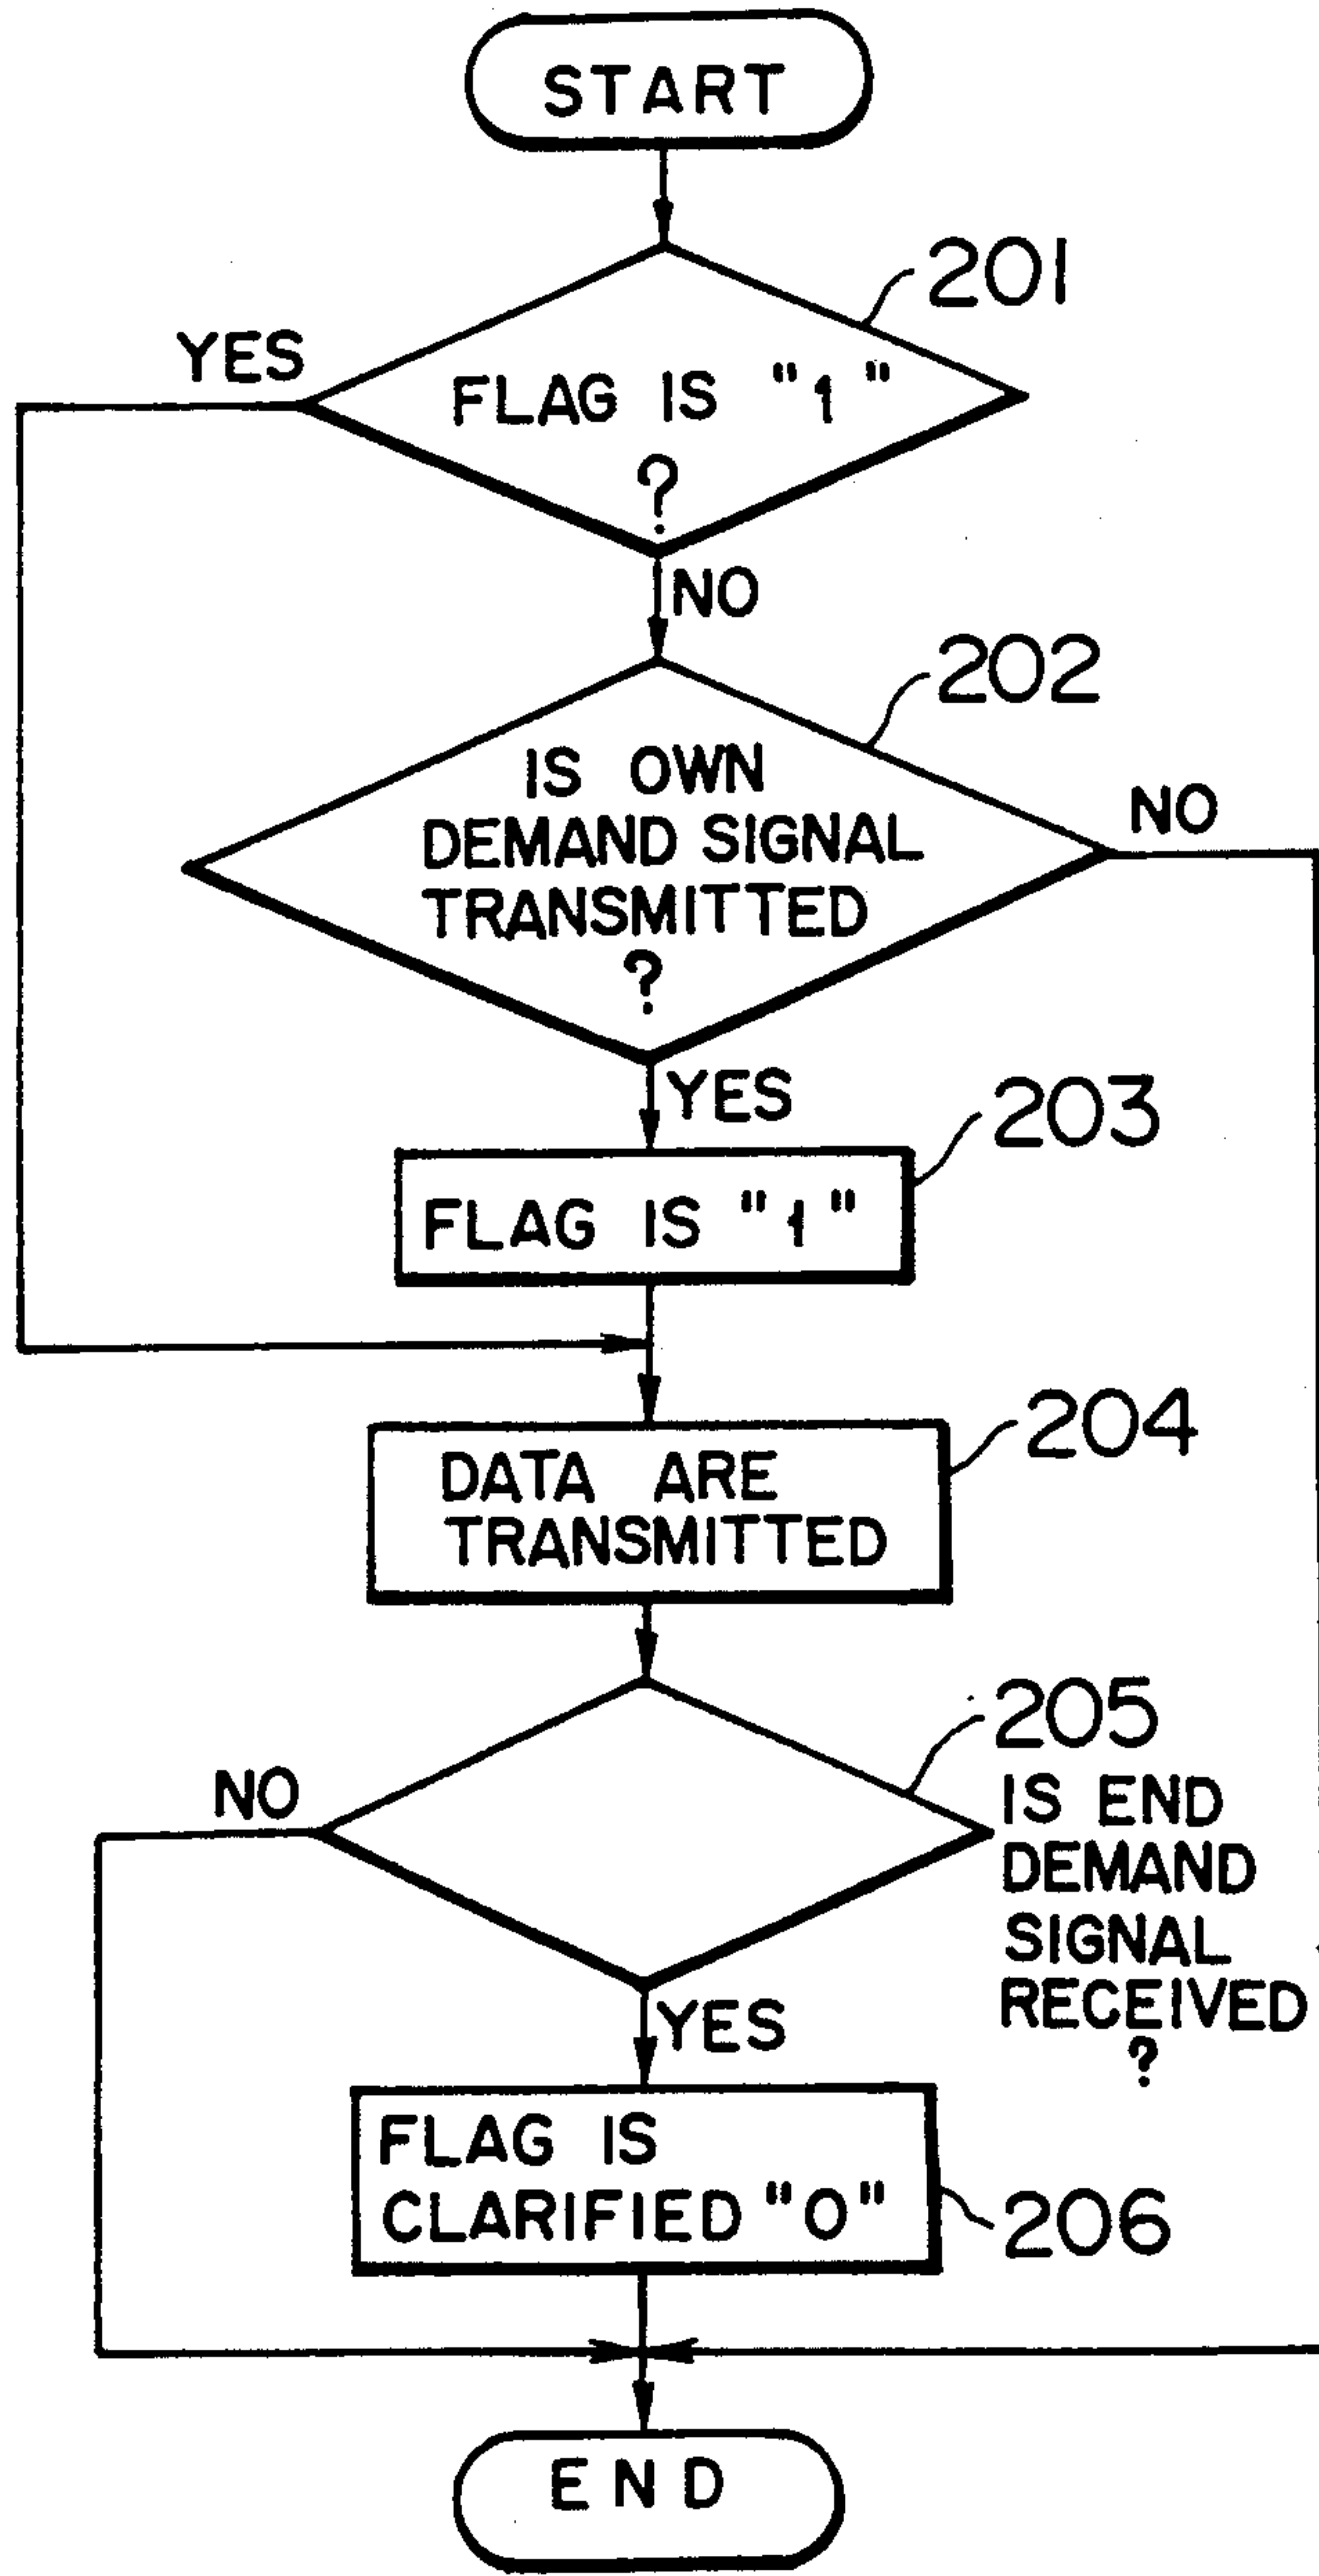 START
201
YES
FLAG IS "1"
?
NO
202
IS OWN
DEMAND SIGNAL
TRANSMITTED
?
NO
YES
203
FLAG IS "1"
204
DATA ARE
TRANSMITTED
205
NO
IS END
DEMAND
SIGNAL
RECEIVED
?
YES
FLAG IS
CLARIFIED "0"
206
END